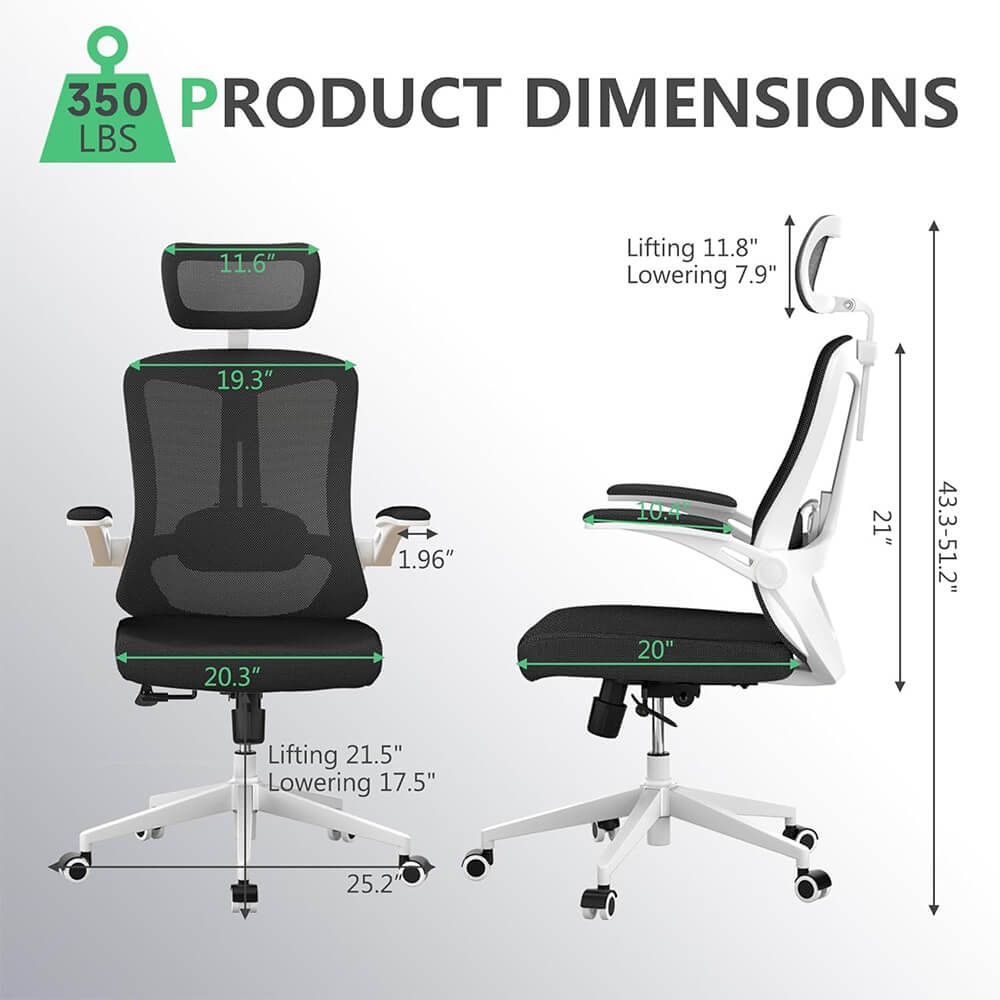 350
LBS
PRODUCT DIMENSIONS
11.6”
Lifting 11.8"
Lowering 7.9"
19.3”
10.4”
1.96”
21”
43.3-51.2"
20.3”
20”
Lifting 21.5"
Lowering 17.5"
25.2”